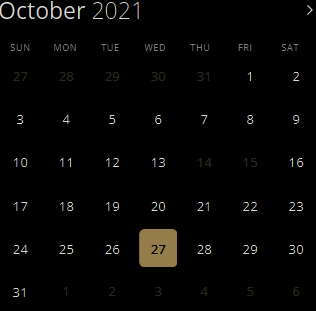 October 2021 >
SUN MON TUE WED THU FRI SAT
27 28 29 30 31 1 2
3 4 5 6 7 8 9
10 11 12 13 14 15 16
17 18 19 20 21 22 23
24 25 26 27 28 29 30
31 1 2 3 4 5 6